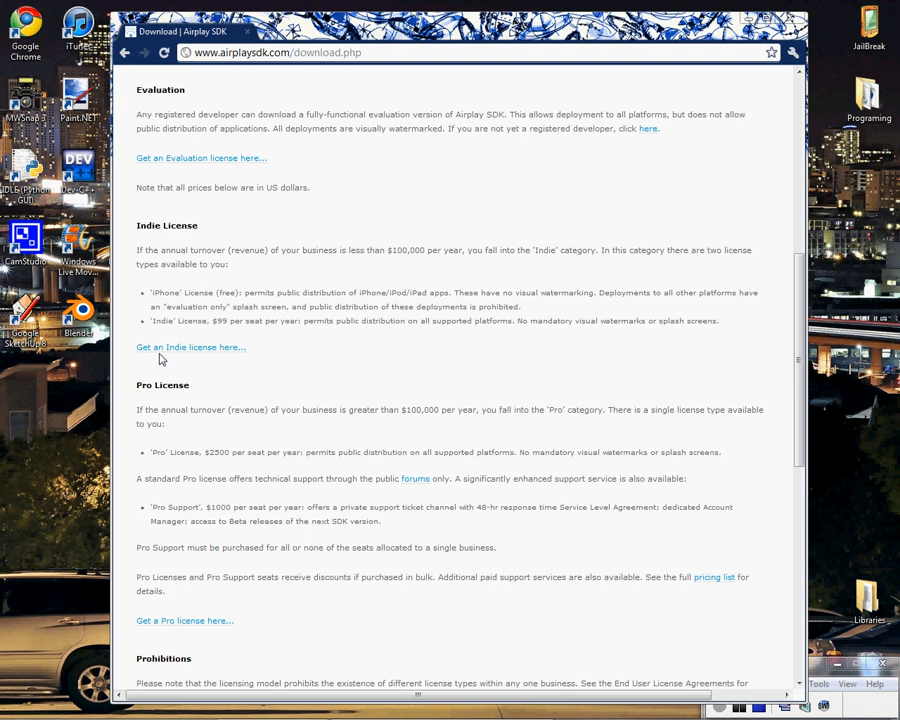 Download | Airplay SDK
www.airplaysdk.com/download.php
Google
Chrome
iTunes
JailBreak
MWSnap 3
Paint.NET
Programing
IDLE (Python
GUI)
Dev-C++
CamStudio
Windows
Live Mov...
Google
SketchUp 8
Blender
Libraries
Evaluation
Any registered developer can download a fully-functional evaluation version of Airplay SDK. This allows deployment to all platforms, but does not allow
public distribution of applications. All deployments are visually watermarked. If you are not yet a registered developer, click here.
Get an Evaluation license here...
Note that all prices below are in US dollars.
Indie License
If the annual turnover (revenue) of your business is less than $100,000 per year, you fall into the 'Indie' category. In this category there are two license
types available to you:
• 'iPhone' License (free): permits public distribution of iPhone/iPod/iPad apps. These have no visual watermarking. Deployments to all other platforms have
an "evaluation only" splash screen, and public distribution of these deployments is prohibited.
• 'Indie' License, $99 per seat per year: permits public distribution on all supported platforms. No mandatory visual watermarks or splash screens.
Get an Indie license here...
Pro License
If the annual turnover (revenue) of your business is greater than $100,000 per year, you fall into the 'Pro' category. There is a single license type available
to you:
• 'Pro' License, $2500 per seat per year: permits public distribution on all supported platforms. No mandatory visual watermarks or splash screens.
A standard Pro license offers technical support through the public forums only. A significantly enhanced support service is also available:
• 'Pro Support', $1000 per seat per year: offers a private support ticket channel with 48-hr response time Service Level Agreement; dedicated Account
Manager; access to Beta releases of the next SDK version.
Pro Support must be purchased for all or none of the seats allocated to a single business.
Pro Licenses and Pro Support seats receive discounts if purchased in bulk. Additional paid support services are also available. See the full pricing list for
details.
Get a Pro license here...
Prohibitions
Please note that the licensing model prohibits the existence of different license types within any one business. See the End User License Agreements for
Tools View Help